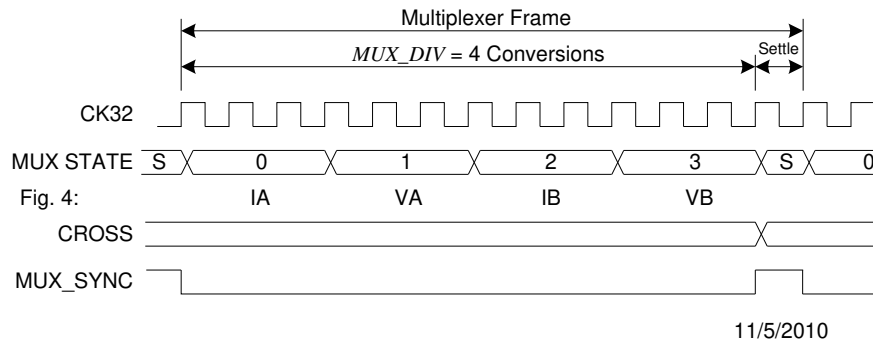 Multiplexer Frame
MUX_DIV = 4 Conversions
Settle
CK32
MUX STATE S 0 1 2 3 S 0
Fig. 4: IA VA IB VB
CROSS
MUX_SYNC
11/5/2010